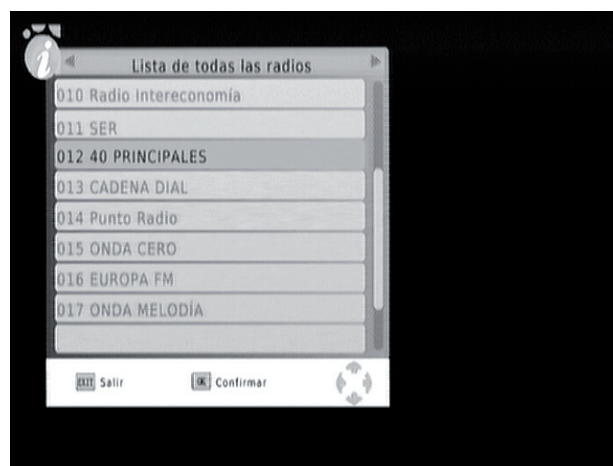 Lista de todas las radios
010 Radio Intereconomía
011 SER
012 40 PRINCIPALES
013 CADENA DIAL
014 Punto Radio
015 ONDA CERO
016 EUROPA FM
017 ONDA MELODÍA
EXIT Salir OK Confirmar